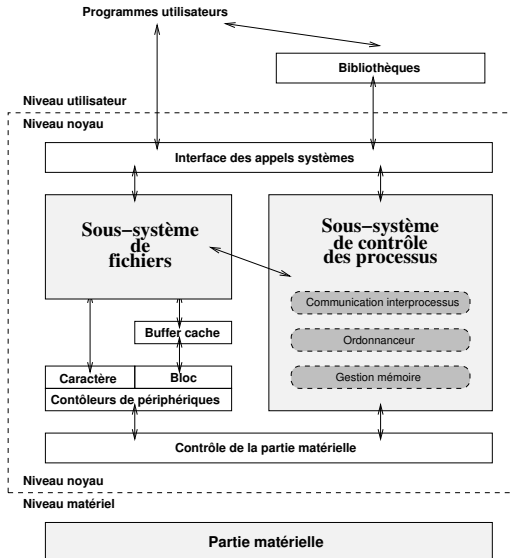 Programmes utilisateurs
Bibliothèques
Niveau utilisateur
Niveau noyau
Interface des appels systèmes
Sous-système
de
fichiers
Sous-système
de contrôle
des processus
Communication interprocessus
Buffer cache
Ordonnanceur
Caractère
Bloc
Gestion mémoire
Contôleurs de périphériques
Contrôle de la partie matérielle
Niveau noyau
Niveau matériel
Partie matérielle